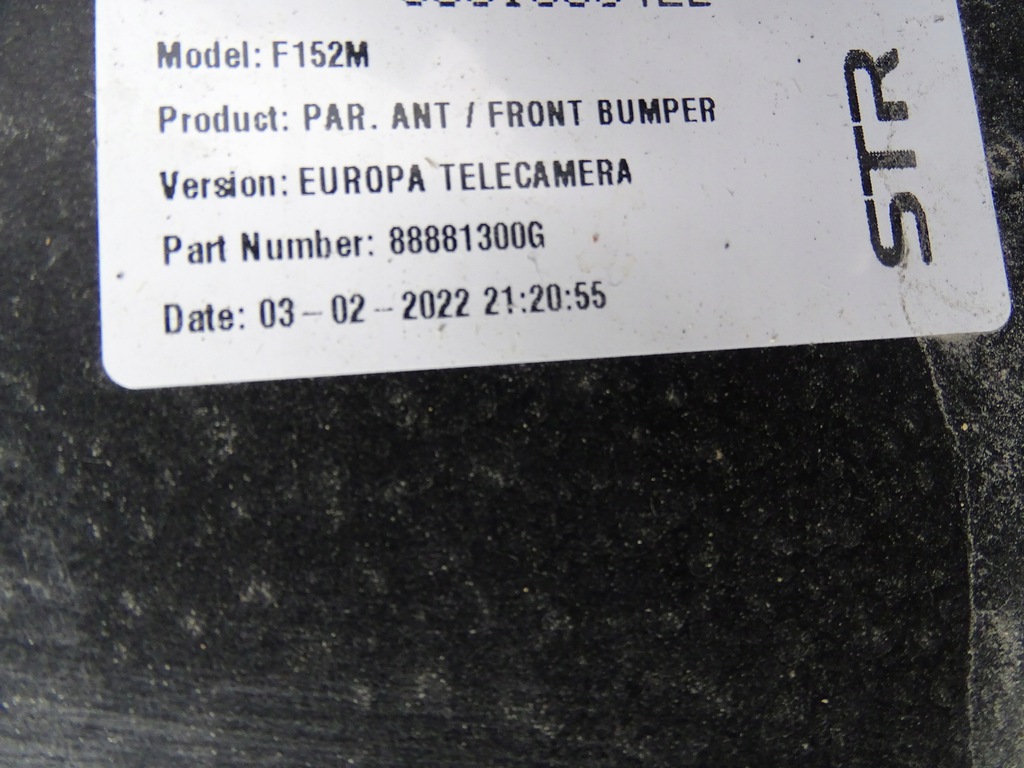 Model: F152M
Product: PAR. ANT / FRONT BUMPER
Version: EUROPA TELECAMERA
Part Number: 88881300G
Date: 03-02-2022 21:20:55
STR